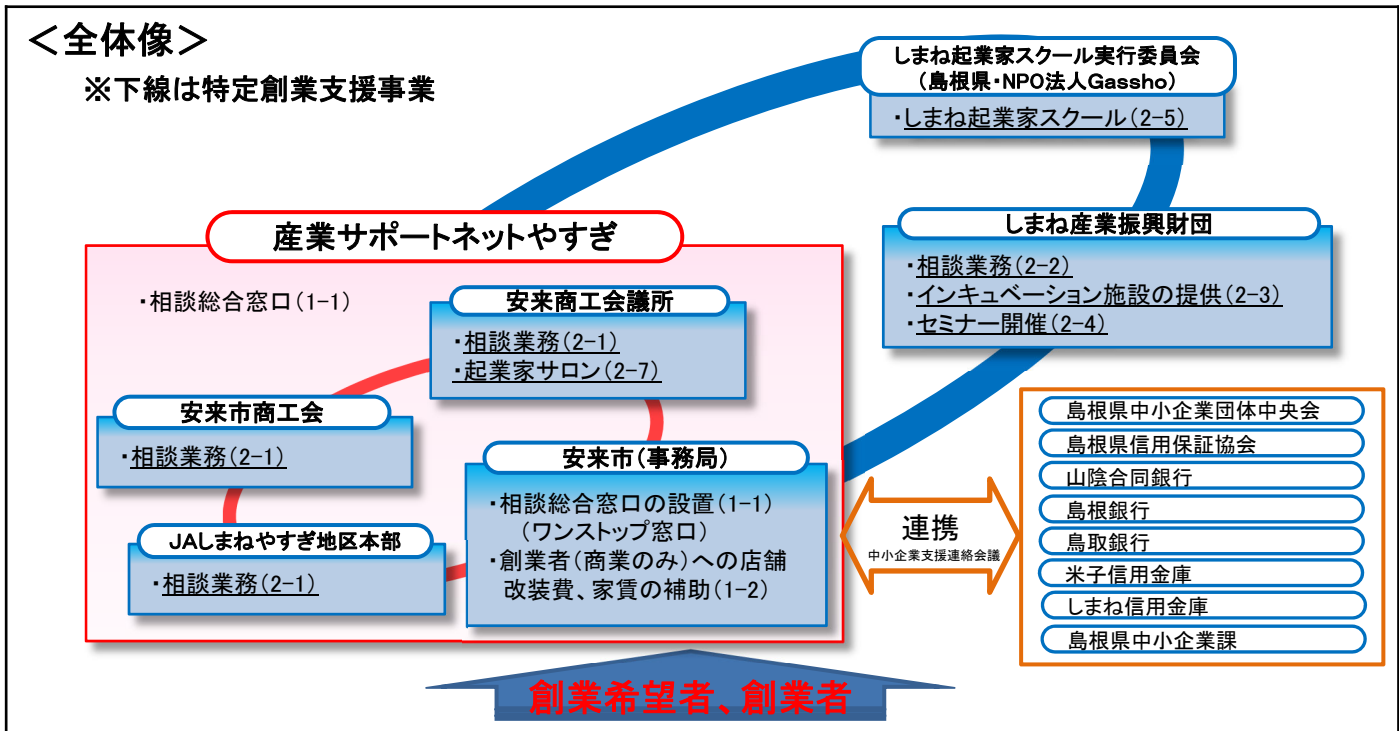 ＜全体像＞
※下線は特定創業支援事業
しまね起業家スクール実行委員会
（島根県・NPO法人Gassho）
・しまね起業家スクール（2-5）
しまね産業振興財団
・相談業務（2-2）
・インキュベーション施設の提供（2-3）
・セミナー開催（2-4）
産業サポートネットやすぎ
・相談総合窓口（1-1）
安来商工会議所
・相談業務（2-1）
・起業家サロン（2-7）
安来市商工会
・相談業務（2-1）
安来市（事務局）
・相談総合窓口の設置（1-1）
（ワンストップ窓口）
・創業者（商業のみ）への店舗
改装費、家賃の補助（1-2）
JAしまねやすぎ地区本部
・相談業務（2-1）
連携
中小企業支援連絡会議
島根県中小企業団体中央会
島根県信用保証協会
山陰合同銀行
島根銀行
鳥取銀行
米子信用金庫
しまね信用金庫
島根県中小企業課
創業希望者、創業者